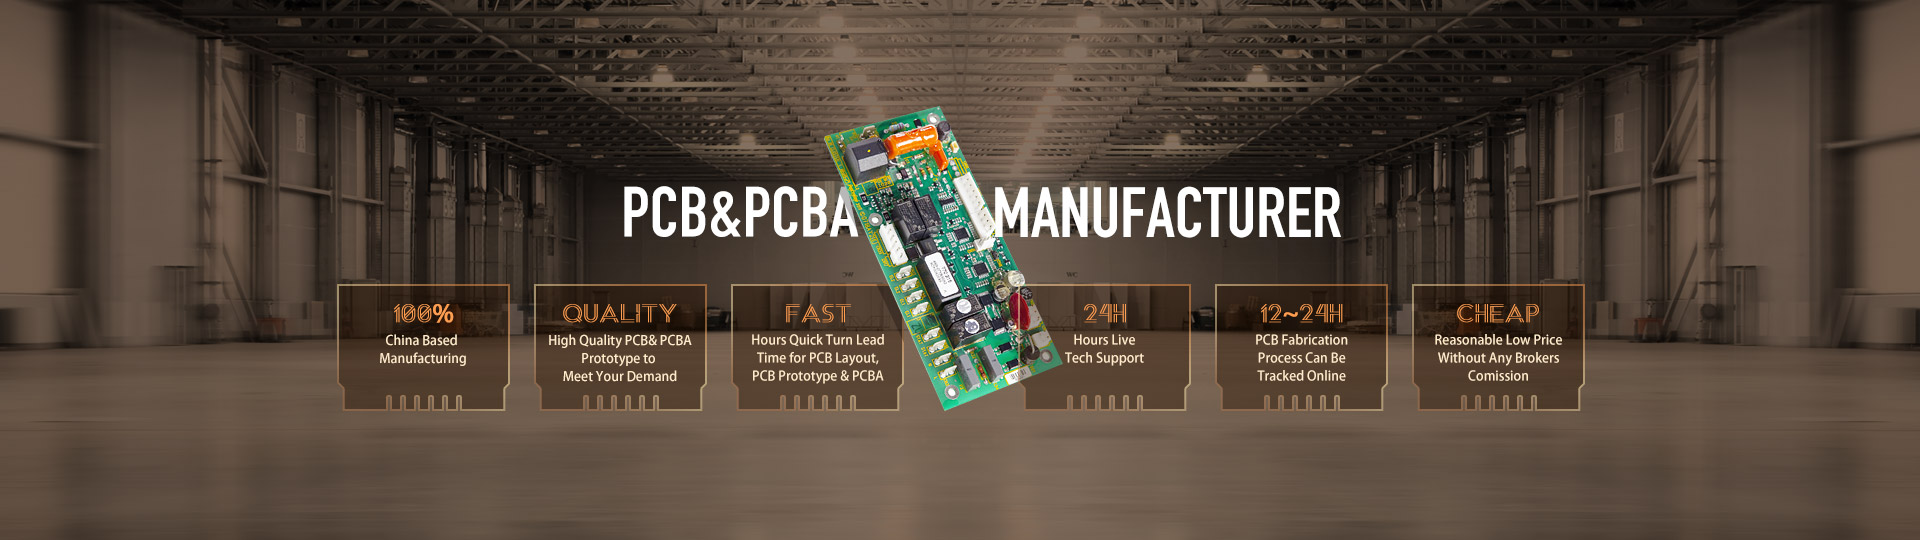 PCB&PCBA MANUFACTURER
100%
China Based
Manufacturing
QUALITY
High Quality PCB& PCBA
Prototype to
Meet Your Demand
FAST
Hours Quick Turn Lead
Time for PCB Layout,
PCB Prototype & PCBA
24H
Hours Live
Tech Support
12~24H
PCB Fabrication
Process Can Be
Tracked Online
CHEAP
Reasonable Low Price
Without Any Brokers
Comission